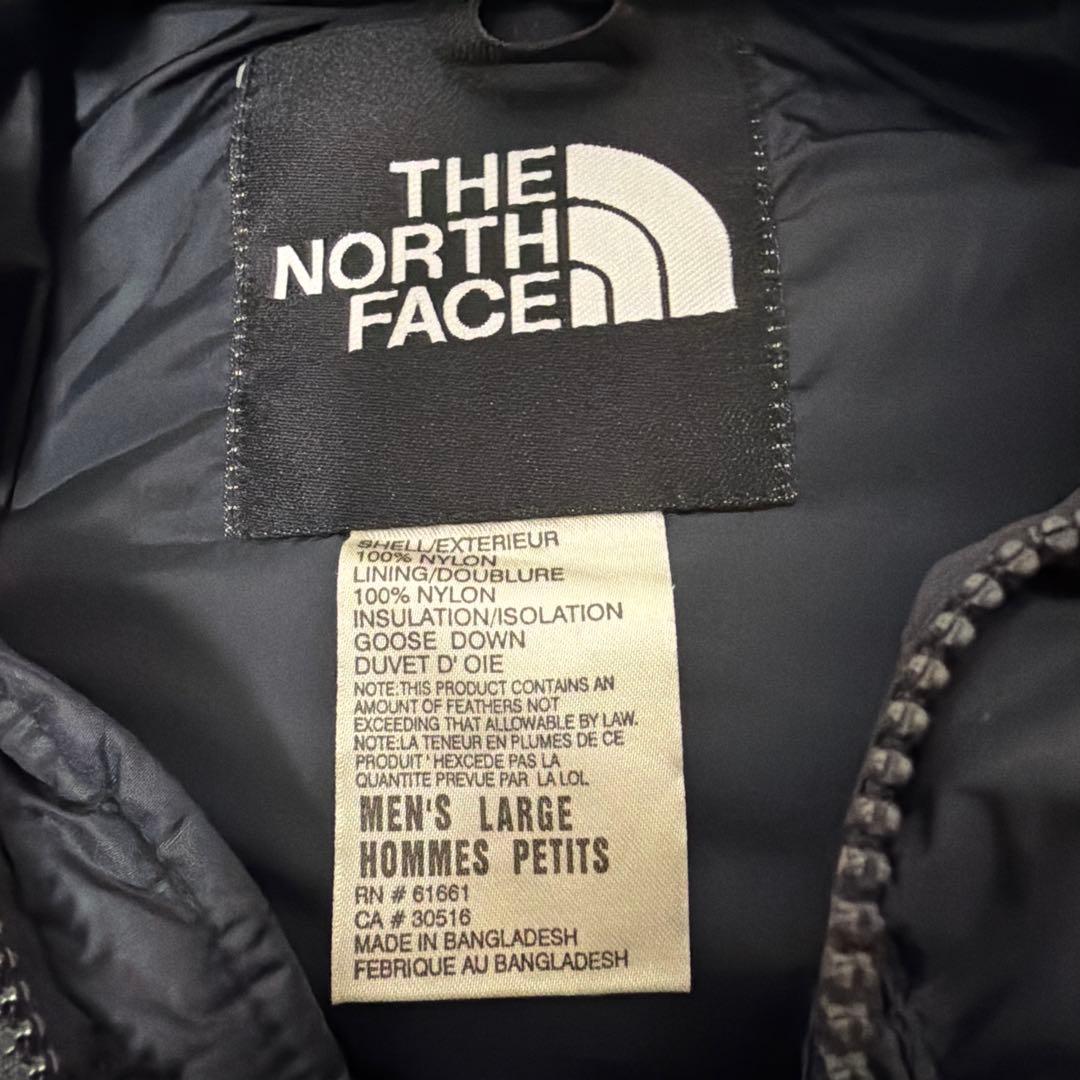 THE
NORTH
FACE
SHELL/EXTERIEUR
100% NYLON
LINING/DOUBLURE
100% NYLON
INSULATION/ISOLATION
GOOSE DOWN
DUVET D' OIE
NOTE:THIS PRODUCT CONTAINS AN
AMOUNT OF FEATHERS NOT
EXCEEDING THAT ALLOWABLE BY LAW.
NOTE:LA TENEUR EN PLUMES DE CE
PRODUIT ' HEXCEDE PAS LA
QUANTITE PREVUE PAR LA LOL
MEN'S LARGE
HOMMES PETITS
RN # 61661
CA # 30516
MADE IN BANGLADESH
FEBRIQUE AU BANGLADESH